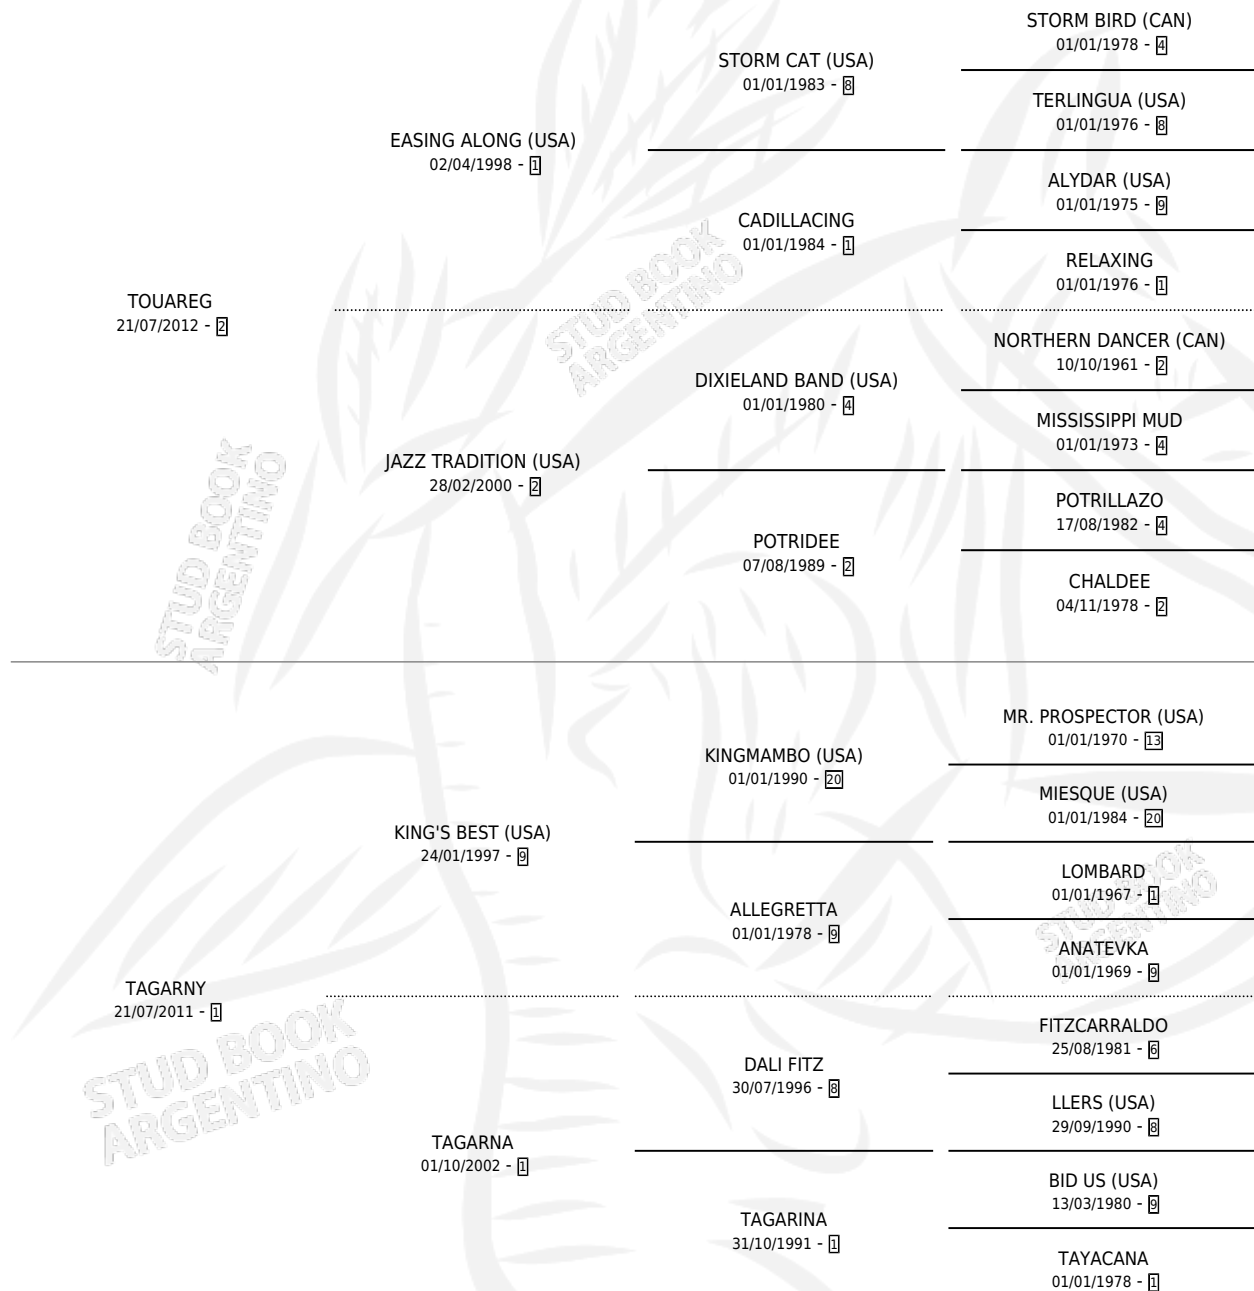 TOUAREG
21/07/2012 - 2
EASING ALONG (USA)
02/04/1998 - 1
STORM CAT (USA)
01/01/1983 - 8
STORM BIRD (CAN)
01/01/1978 - 4
TERLINGUA (USA)
01/01/1976 - 8
CADILLACING
01/01/1984 - 1
ALYDAR (USA)
01/01/1975 - 9
RELAXING
01/01/1976 - 1
JAZZ TRADITION (USA)
28/02/2000 - 2
DIXIELAND BAND (USA)
01/01/1980 - 4
NORTHERN DANCER (CAN)
10/10/1961 - 2
MISSISSIPPI MUD
01/01/1973 - 4
POTRIDEE
07/08/1989 - 2
POTRILLAZO
17/08/1982 - 4
CHALDEE
04/11/1978 - 2
TAGARNY
21/07/2011 - 1
KING'S BEST (USA)
24/01/1997 - 9
KINGMAMBO (USA)
01/01/1990 - 20
MR. PROSPECTOR (USA)
01/01/1970 - 13
MIESQUE (USA)
01/01/1984 - 20
ALLEGRETTA
01/01/1978 - 9
LOMBARD
01/01/1967 - 1
ANATEVKA
01/01/1969 - 9
TAGARNA
01/10/2002 - 1
DALI FITZ
30/07/1996 - 8
FITZCARRALDO
25/08/1981 - 6
LLERS (USA)
29/09/1990 - 8
TAGARINA
31/10/1991 - 1
BID US (USA)
13/03/1980 - 9
TAYACANA
01/01/1978 - 1
STUD BOOK
ARGENTINO
STUD BOOK
ARGENTINO
STUD BOOK
ARGENTINO
STUD BOOK
ARGENTINO